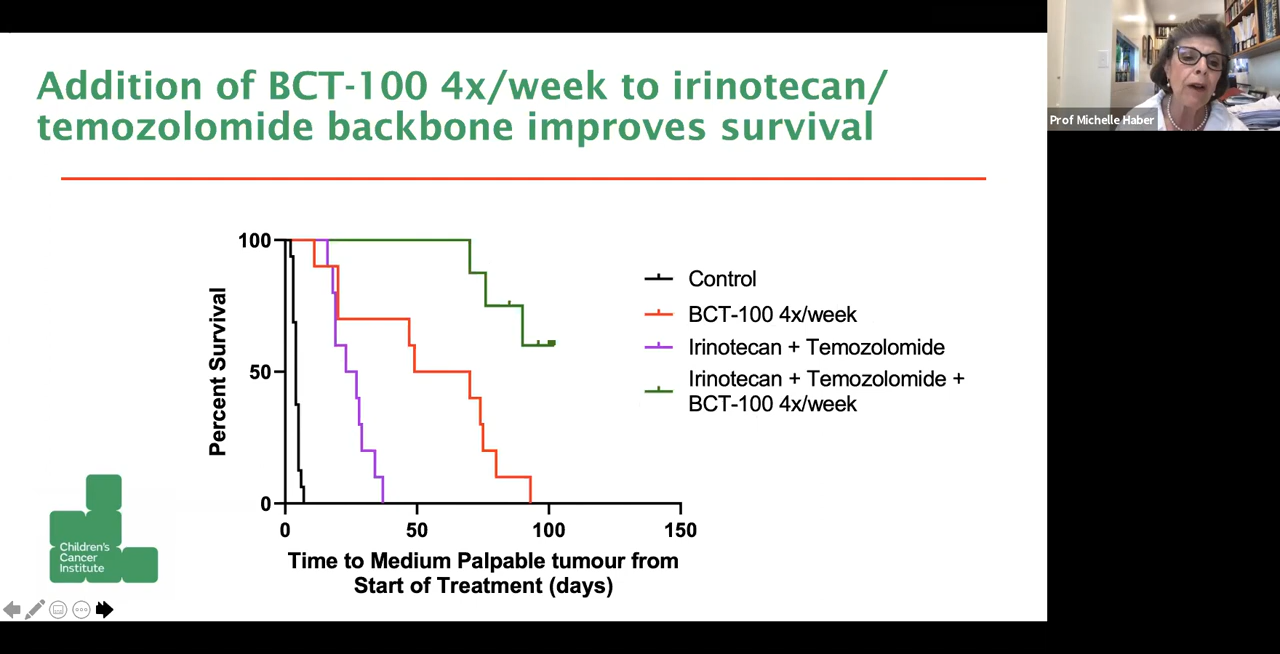 Addition of BCT-100 4x/week to irinotecan/
temozolomide backbone improves survival
Prof Michelle Haber
100
50
0
Percent Survival
0
50
100
150
Time to Medium Palpable tumour from
Start of Treatment (days)
Control
BCT-100 4x/week
Irinotecan + Temozolomide
Irinotecan + Temozolomide +
BCT-100 4x/week
Children's
Cancer
Institute